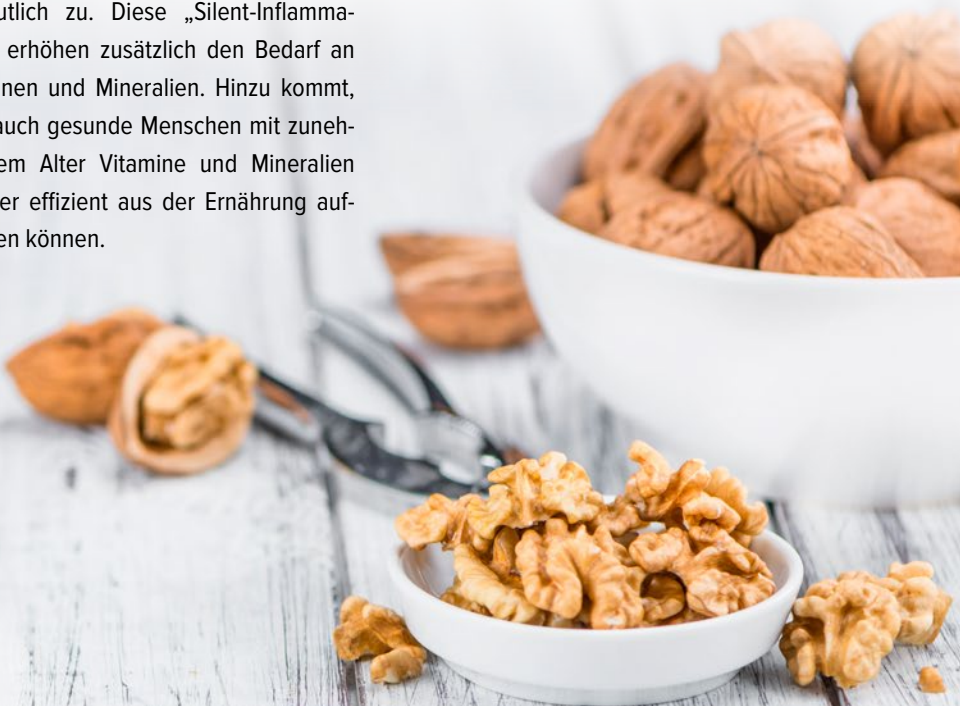 utlich zu. Diese „Silent-Inflamma-
erhöhen zusätzlich den Bedarf an
nen und Mineralien. Hinzu kommt,
auch gesunde Menschen mit zuneh-
em Alter Vitamine und Mineralien
er effizient aus der Ernährung auf-
en können.